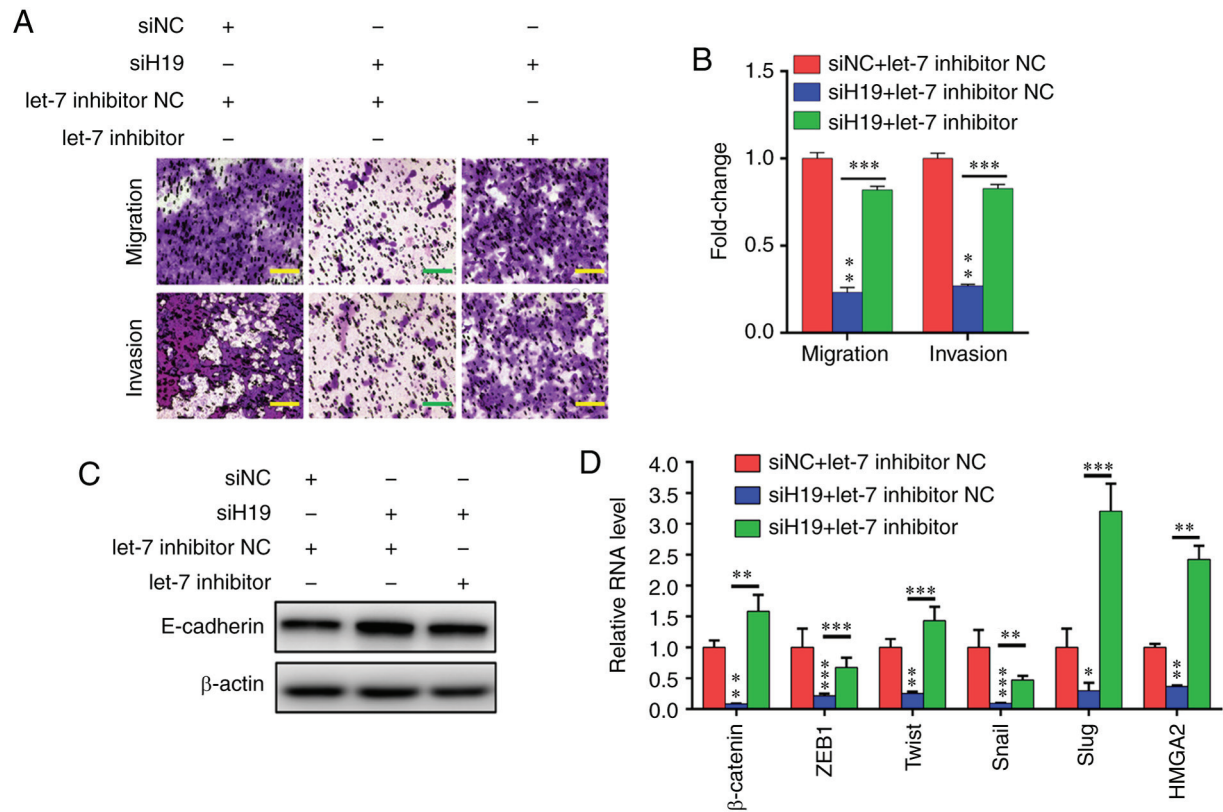 A
siNC + – –
siH19 – + +
let-7 inhibitor NC + + –
let-7 inhibitor – – +
Migration
Invasion
B
siNC+let-7 inhibitor NC
siH19+let-7 inhibitor NC
siH19+let-7 inhibitor
Fold-change
1.5
1.0
0.5
0.0
*** ***
** **
Migration Invasion
C
siNC + – –
siH19 – + +
let-7 inhibitor NC + + –
let-7 inhibitor – – +
E-cadherin
β-actin
D
siNC+let-7 inhibitor NC
siH19+let-7 inhibitor NC
siH19+let-7 inhibitor
Relative RNA level
4.0
3.5
3.0
2.5
2.0
1.5
1.0
0.5
0.0
** *** *** ** *** **
** *** ** *** * **
β-catenin ZEB1 Twist Snail Slug HMGA2